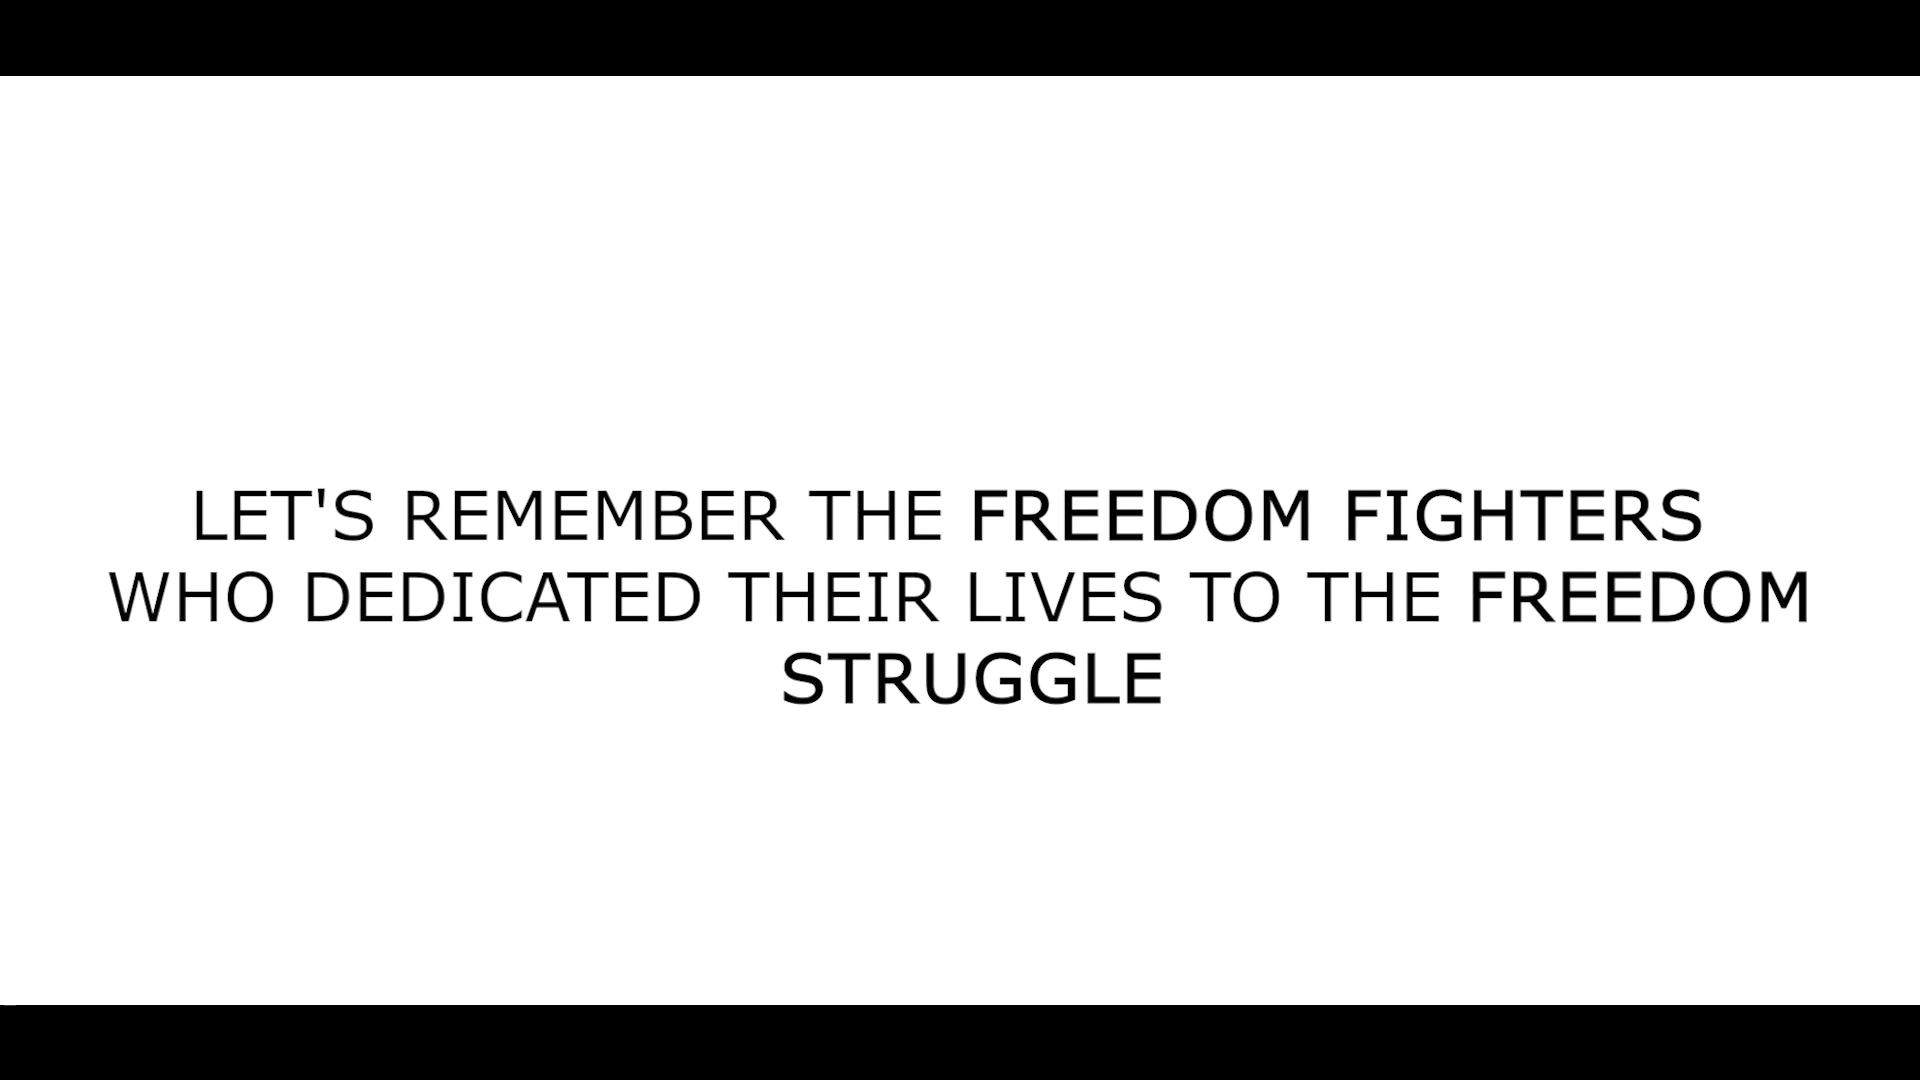 LET'S REMEMBER THE FREEDOM FIGHTERS
WHO DEDICATED THEIR LIVES TO THE FREEDOM
STRUGGLE